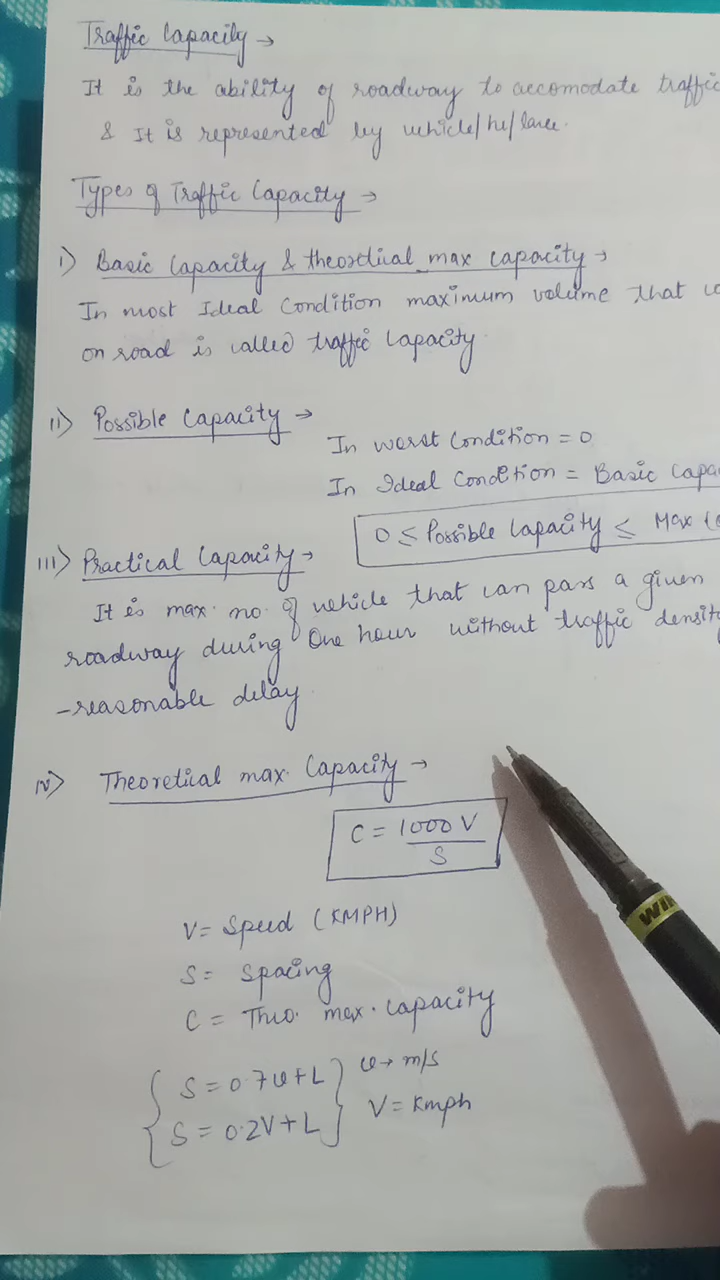 Traffic Capacity →
It is the ability of roadway to accomodate traffic
& It is represented by vehicle/hr/lane.
Types of Traffic Capacity →
i) Basic Capacity & theoretical max capacity →
In most Ideal Condition maximum volume that
on road is called traffic Capacity.
ii) Possible Capacity →
In worst Condition = 0
In Ideal Condition = Basic Capa
0 ≤ Possible Capacity ≤ Max
iii) Practical Capacity →
It is max. no. of vehicle that can pass a given
roadway during One hour without traffic densit
-reasonable delay.
iv) Theoretical max. Capacity →
C = 1000 V
S
V = Speed (KMPH)
S = Spacing
C = Theo. max. capacity
S = 0.7v + L v → m/s
S = 0.2V + L V = Kmph
WIN